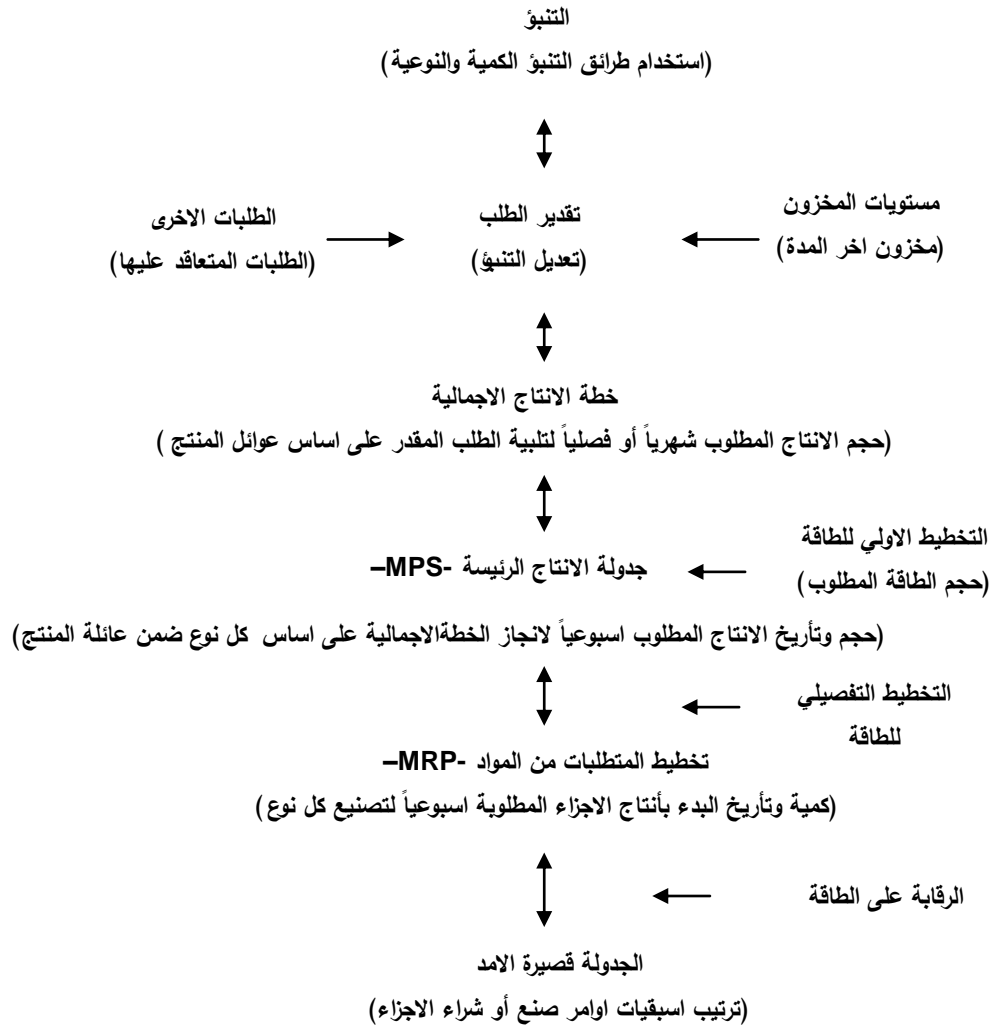 التنبؤ
(استخدام طرائق التنبؤ الكمية والنوعية)
مستويات المخزون
(مخزون اخر المدة)
تقدير الطلب
(تعديل التنبؤ)
الطلبات الاخرى
(الطلبات المتعاقد عليها)
خطة الانتاج الاجمالية
(حجم الانتاج المطلوب شهرياً أو فصلياً لتلبية الطلب المقدر على اساس عوائل المنتج )
التخطيط الاولي للطاقة
(حجم الطاقة المطلوب)
جدولة الانتاج الرئيسة -MPS–
(حجم وتأريخ الانتاج المطلوب اسبوعياً لانجاز الخطةالاجمالية على اساس كل نوع ضمن عائلة المنتج)
التخطيط التفصيلي
للطاقة
تخطيط المتطلبات من المواد -MRP–
(كمية وتأريخ البدء بأنتاج الاجزاء المطلوبة اسبوعياً لتصنيع كل نوع)
الرقابة على الطاقة
الجدولة قصيرة الامد
(ترتيب اسبقيات اوامر صنع أو شراء الاجزاء)